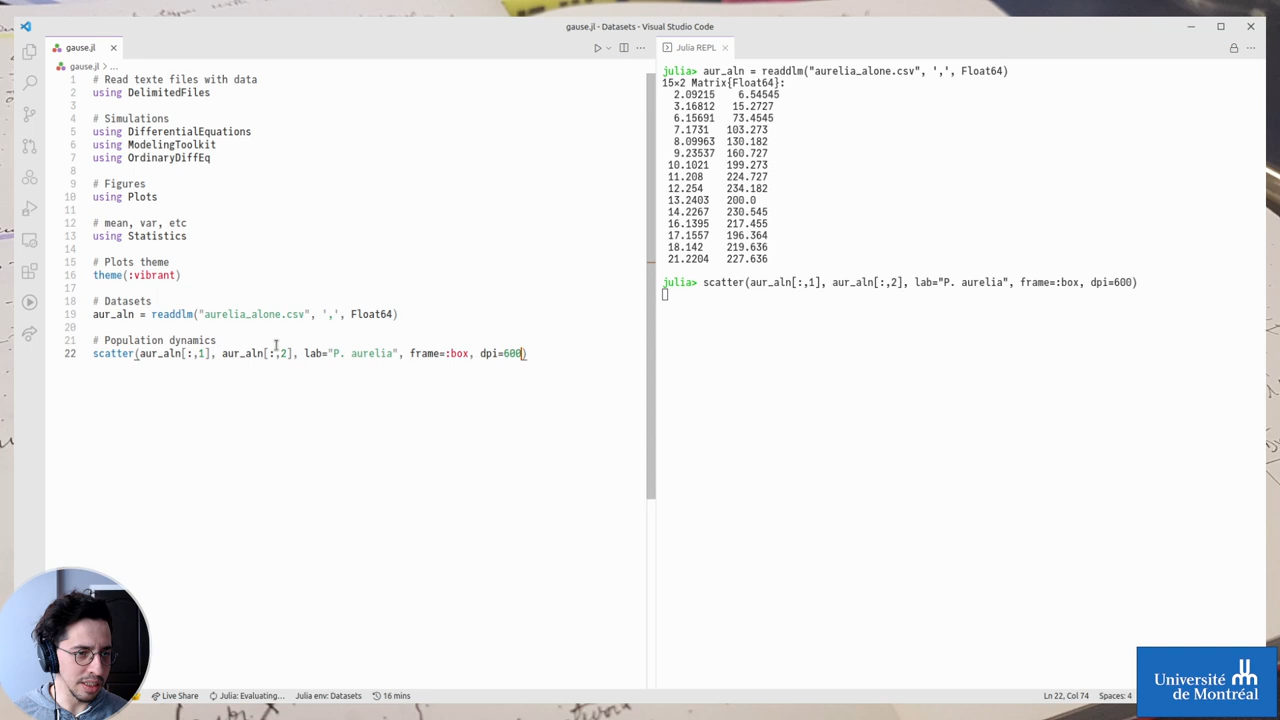 gause.jl - Datasets - Visual Studio Code
gause.jl
gause.jl > ...
1 # Read texte files with data
2 using DelimitedFiles
3
4 # Simulations
5 using DifferentialEquations
6 using ModelingToolkit
7 using OrdinaryDiffEq
8
9 # Figures
10 using Plots
11
12 # mean, var, etc
13 using Statistics
14
15 # Plots theme
16 theme(:vibrant)
17
18 # Datasets
19 aur_aln = readdlm("aurelia_alone.csv", ',', Float64)
20
21 # Population dynamics
22 scatter(aur_aln[:,1], aur_aln[:,2], lab="P. aurelia", frame=:box, dpi=600)
Julia REPL
julia> aur_aln = readdlm("aurelia_alone.csv", ',', Float64)
15×2 Matrix{Float64}:
2.09215 6.54545
3.16812 15.2727
6.15691 73.4545
7.1731 103.273
8.09963 130.182
9.23537 160.727
10.1021 199.273
11.208 224.727
12.254 234.182
13.2403 200.0
14.2267 230.545
16.1395 217.455
17.1557 196.364
18.142 219.636
21.2204 227.636
julia> scatter(aur_aln[:,1], aur_aln[:,2], lab="P. aurelia", frame=:box, dpi=600)
Live Share Julia: Evaluating... Julia env: Datasets 16 mins Ln 22, Col 74 Spaces: 4
Université
de Montréal